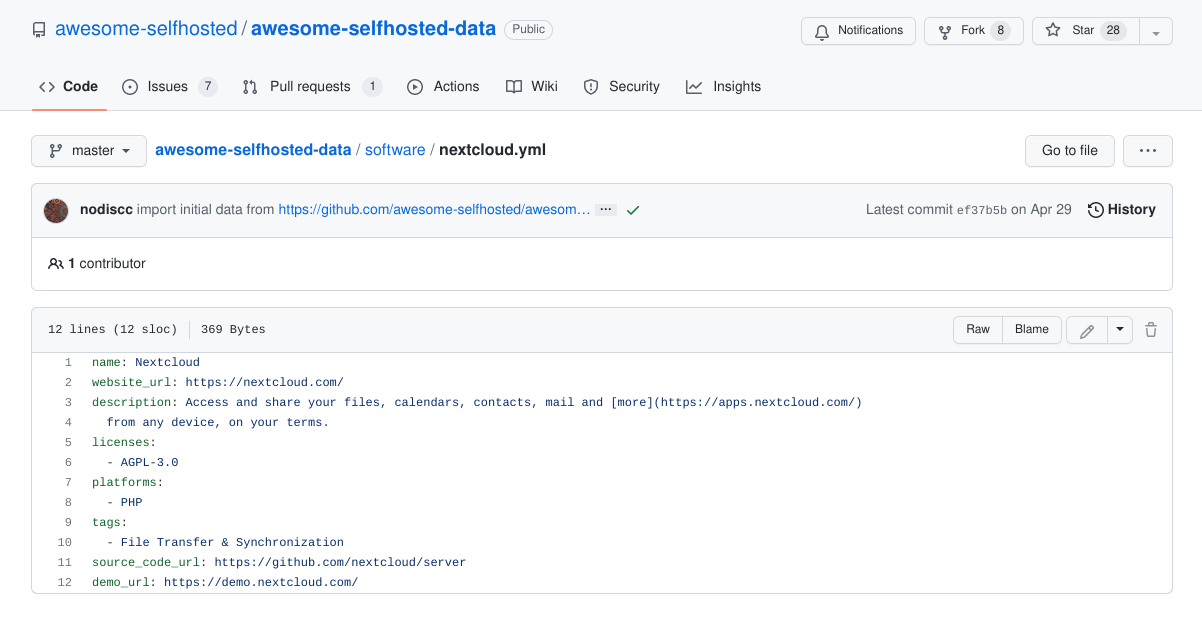 awesome-selfhosted / awesome-selfhosted-data Public Notifications Fork 8 Star 28
Code Issues 7 Pull requests 1 Actions Wiki Security Insights
master awesome-selfhosted-data / software / nextcloud.yml Go to file ...
nodiscc import initial data from https://github.com/awesome-selfhosted/awesom… ... Latest commit ef37b5b on Apr 29 History
1 contributor
12 lines (12 sloc) 369 Bytes Raw Blame
1 name: Nextcloud
2 website_url: https://nextcloud.com/
3 description: Access and share your files, calendars, contacts, mail and [more](https://apps.nextcloud.com/)
4 from any device, on your terms.
5 licenses:
6 - AGPL-3.0
7 platforms:
8 - PHP
9 tags:
10 - File Transfer & Synchronization
11 source_code_url: https://github.com/nextcloud/server
12 demo_url: https://demo.nextcloud.com/